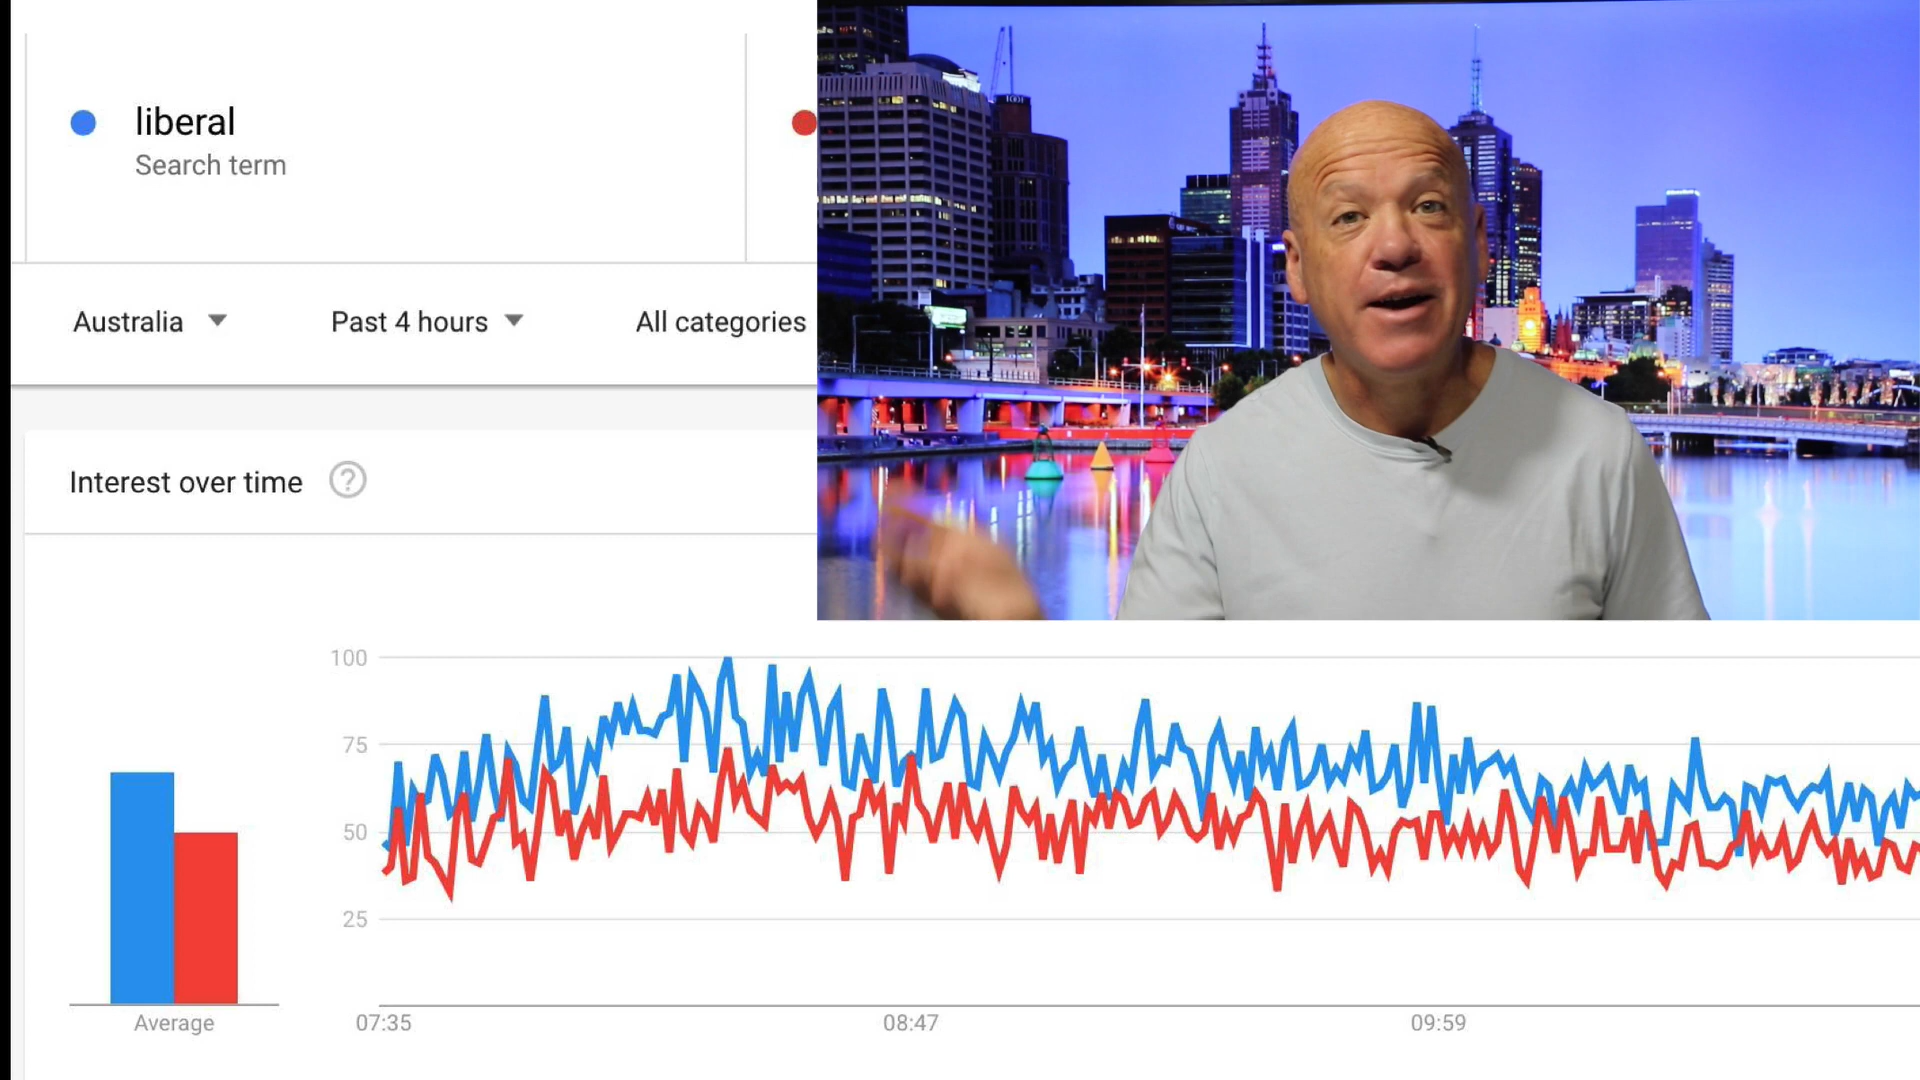 liberal
Search term
Australia
Past 4 hours
All categories
Interest over time
?
100
75
50
25
Average
07:35
08:47
09:59